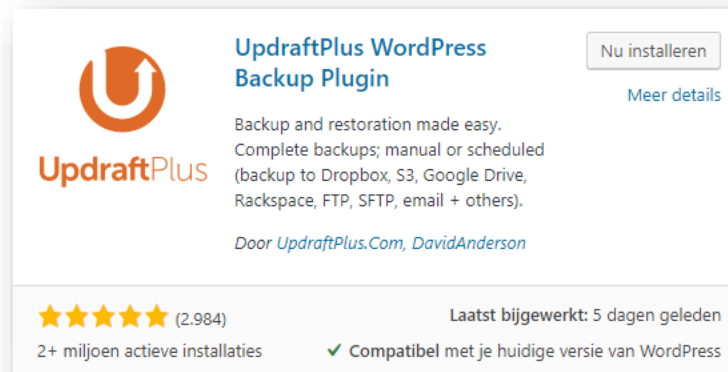 UpdraftPlus
UpdraftPlus WordPress
Backup Plugin
Backup and restoration made easy.
Complete backups; manual or scheduled
(backup to Dropbox, S3, Google Drive,
Rackspace, FTP, SFTP, email + others).
Door UpdraftPlus.Com, DavidAnderson
Nu installeren
Meer details
(2.984)
2+ miljoen actieve installaties
Laatst bijgewerkt: 5 dagen geleden
Compatibel met je huidige versie van WordPress